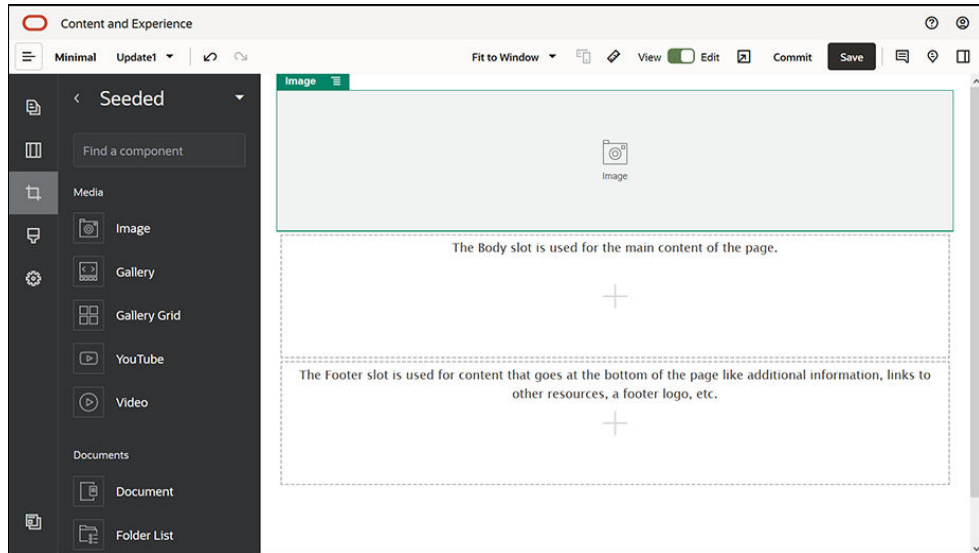 Content and Experience
Minimal Update1
Fit to Window View Edit Commit Save
Seeded
Find a component
Media
Image
Gallery
Gallery Grid
YouTube
Video
Documents
Document
Folder List
Image
Image
The Body slot is used for the main content of the page.
The Footer slot is used for content that goes at the bottom of the page like additional information, links to
other resources, a footer logo, etc.